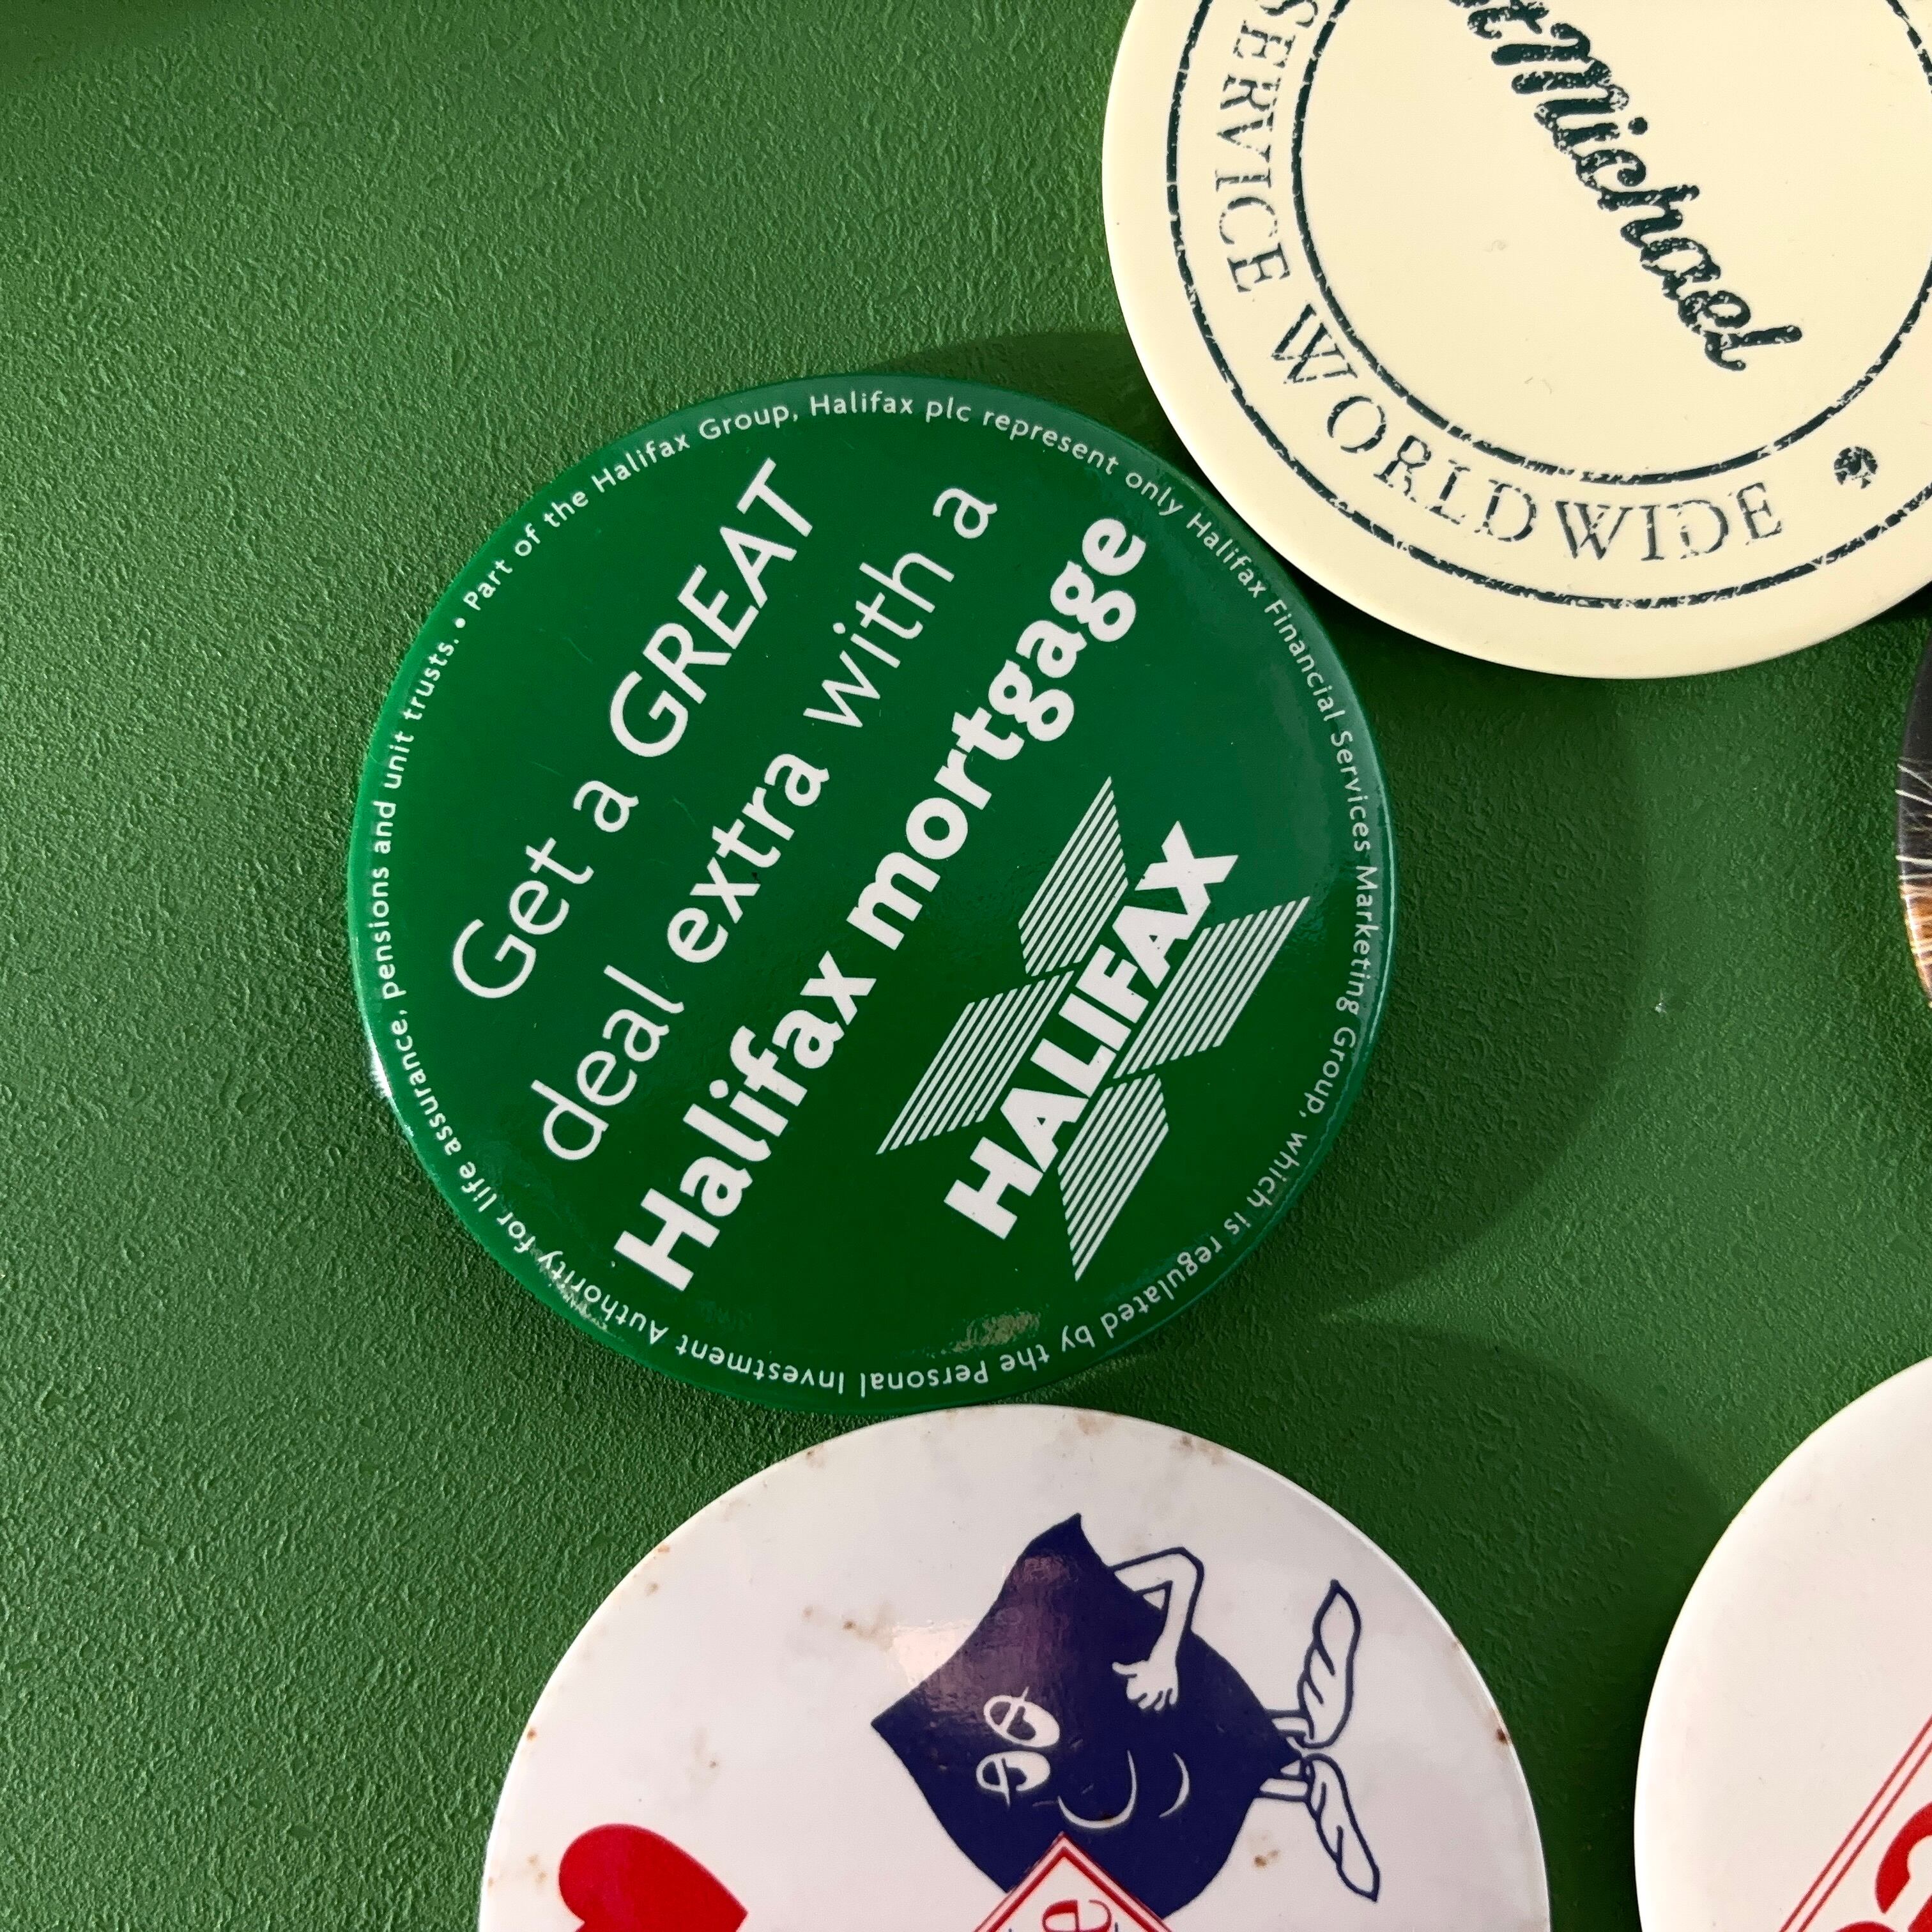 Get a GREAT
deal extra with a
Halifax mortgage
HALIFAX
• Part of the Halifax Group, Halifax plc represent only Halifax Financial Services Marketing Group, which is regulated by the Personal Investment Authority for life assurance, pensions and unit trusts.
Michael
SERVICE WORLDWIDE •